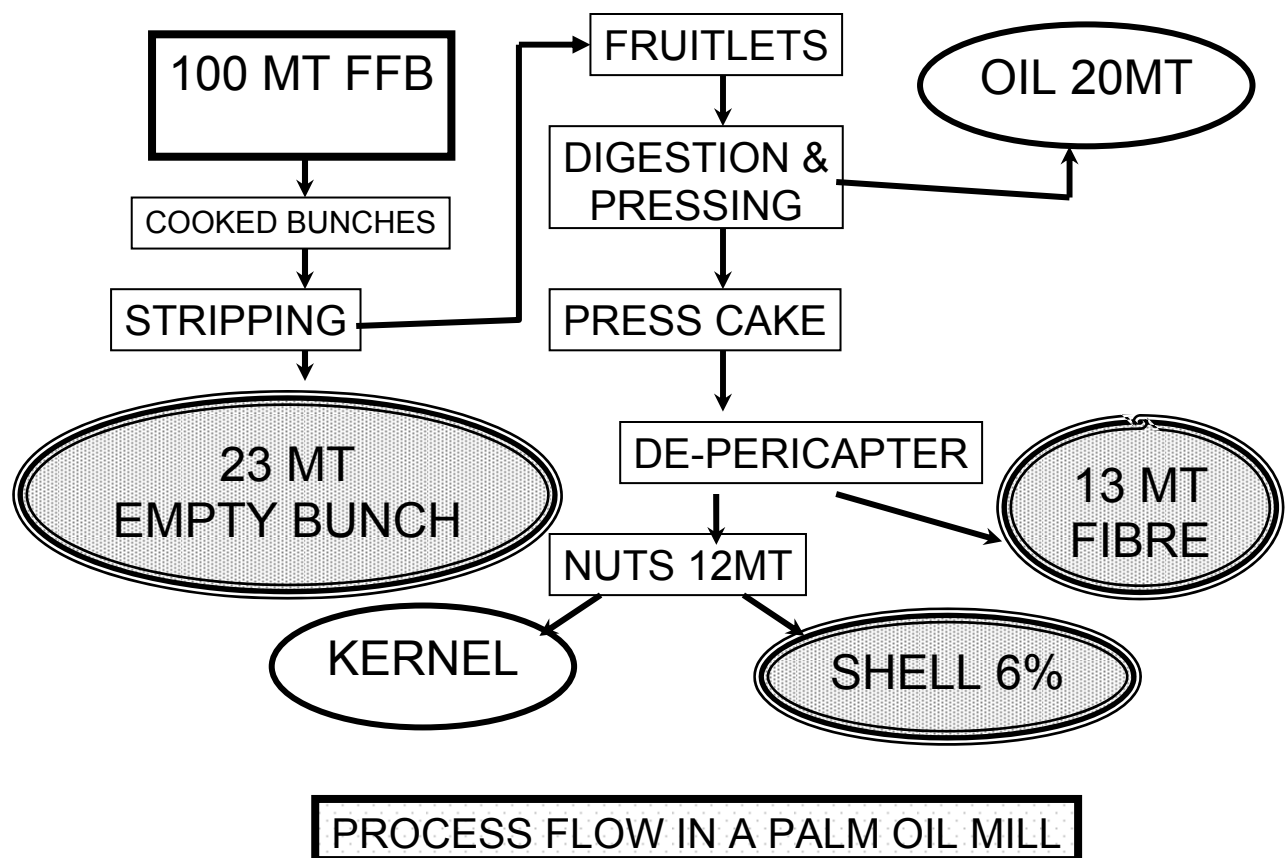 100 MT FFB
COOKED BUNCHES
STRIPPING
23 MT
EMPTY BUNCH
FRUITLETS
DIGESTION &
PRESSING
OIL 20MT
PRESS CAKE
DE-PERICAPTER
13 MT
FIBRE
NUTS 12MT
KERNEL
SHELL 6%
PROCESS FLOW IN A PALM OIL MILL